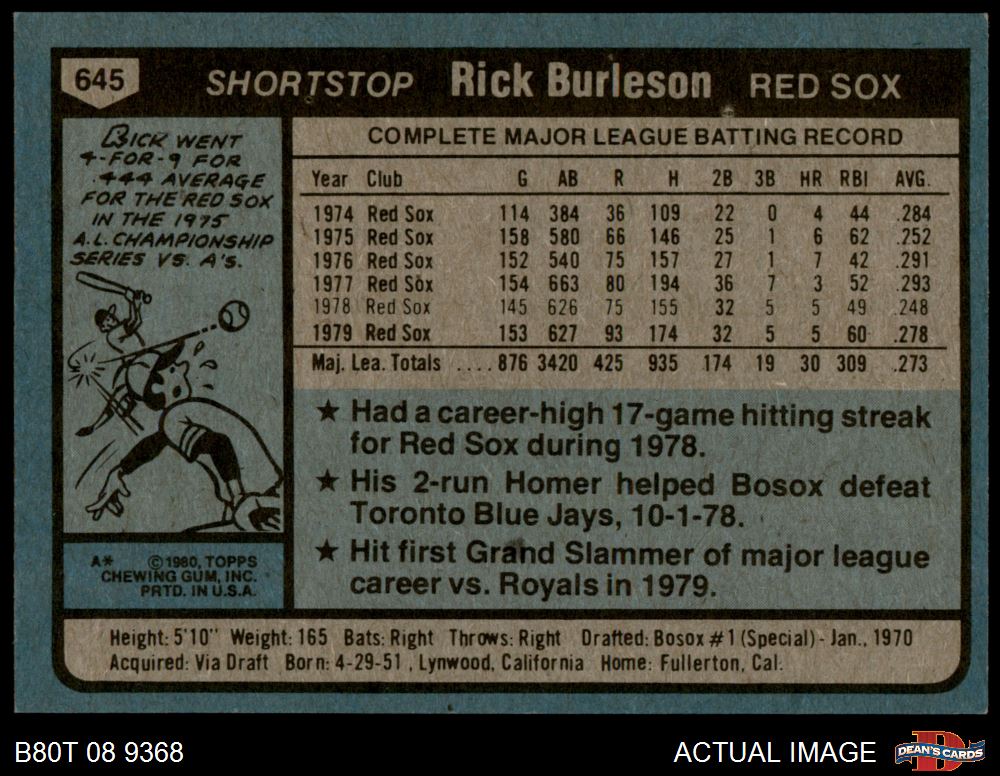 645 SHORTSTOP Rick Burleson RED SOX
RICK WENT
4-FOR-9 FOR
.444 AVERAGE
FOR THE RED SOX
IN THE 1975
A.L. CHAMPIONSHIP
SERIES VS. A's.
A* ©1980, TOPPS
CHEWING GUM, INC.
PRTD. IN U.S.A.
COMPLETE MAJOR LEAGUE BATTING RECORD
Year Club G AB R H 2B 3B HR RBI AVG.
1974 Red Sox 114 384 36 109 22 0 4 44 .284
1975 Red Sox 158 580 66 146 25 1 6 62 .252
1976 Red Sox 152 540 75 157 27 1 7 42 .291
1977 Red Sox 154 663 80 194 36 7 3 52 .293
1978 Red Sox 145 626 75 155 32 5 5 49 .248
1979 Red Sox 153 627 93 174 32 5 5 60 .278
Maj. Lea. Totals .... 876 3420 425 935 174 19 30 309 .273
★ Had a career-high 17-game hitting streak
for Red Sox during 1978.
★ His 2-run Homer helped Bosox defeat
Toronto Blue Jays, 10-1-78.
★ Hit first Grand Slammer of major league
career vs. Royals in 1979.
Height: 5'10" Weight: 165 Bats: Right Throws: Right Drafted: Bosox #1 (Special) - Jan., 1970
Acquired: Via Draft Born: 4-29-51, Lynwood, California Home: Fullerton, Cal.
B80T 08 9368 ACTUAL IMAGE DEAN'S CARDS